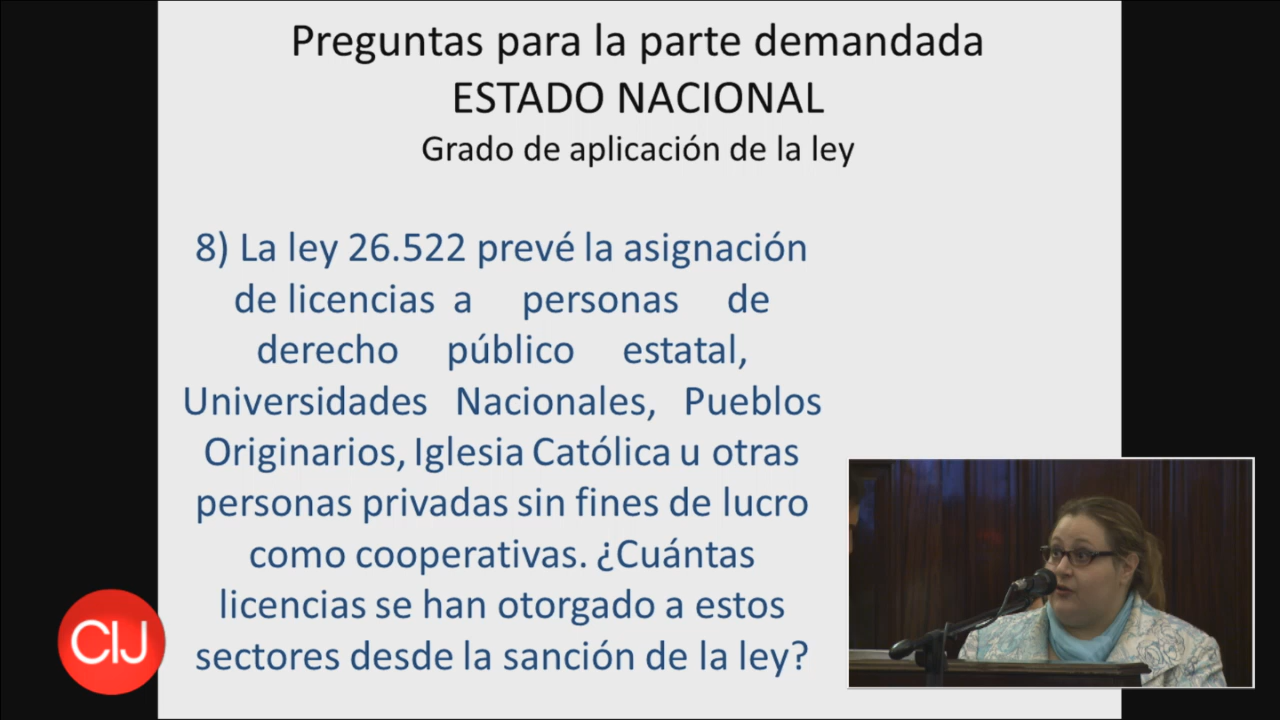 Preguntas para la parte demandada
ESTADO NACIONAL
Grado de aplicación de la ley
8) La ley 26.522 prevé la asignación
de licencias a personas de
derecho público estatal,
Universidades Nacionales, Pueblos
Originarios, Iglesia Católica u otras
personas privadas sin fines de lucro
como cooperativas. ¿Cuántas
licencias se han otorgado a estos
sectores desde la sanción de la ley?
CIJ